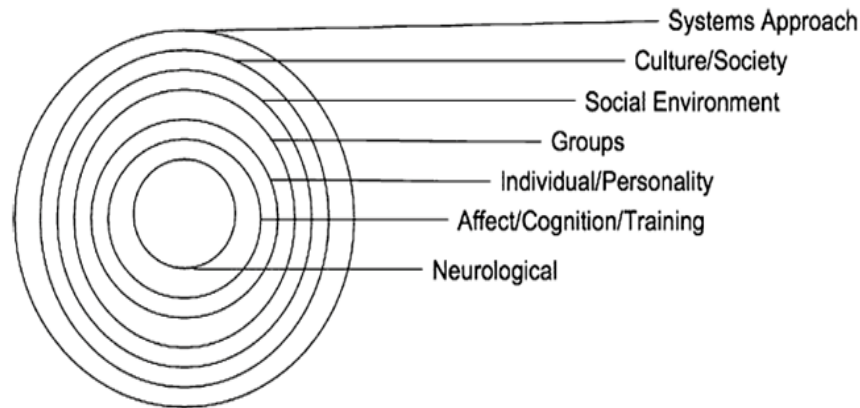 Systems Approach
Culture/Society
Social Environment
Groups
Individual/Personality
Affect/Cognition/Training
Neurological